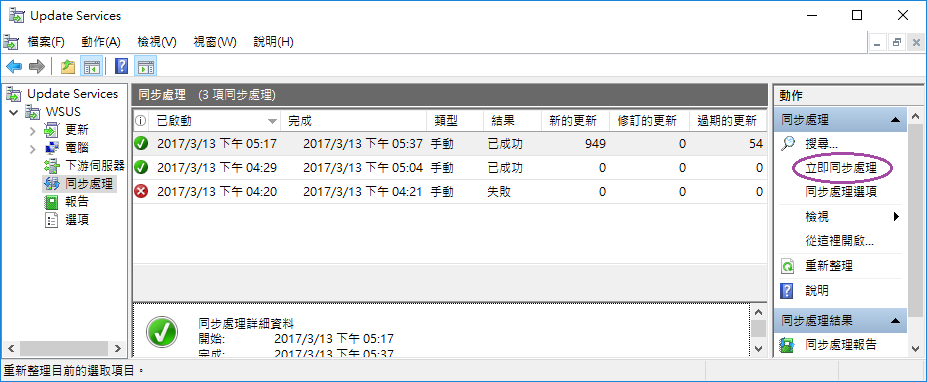 Update Services
檔案(F) 動作(A) 檢視(V) 視窗(W) 說明(H)
Update Services
WSUS
更新
電腦
下游伺服器
同步處理
報告
選項
同步處理 (3 項同步處理)
已啟動 完成 類型 結果 新的更新 修訂的更新 過期的更新
2017/3/13 下午 05:17 2017/3/13 下午 05:37 手動 已成功 949 0 54
2017/3/13 下午 04:29 2017/3/13 下午 05:04 手動 已成功 0 0 0
2017/3/13 下午 04:20 2017/3/13 下午 04:21 手動 失敗 0 0 0
同步處理詳細資料
開始: 2017/3/13 下午 05:17
完成: 2017/3/13 下午 05:37
動作
同步處理
搜尋...
立即同步處理
同步處理選項
檢視
從這裡開啟...
重新整理
說明
同步處理結果
同步處理報告
重新整理目前的選取項目。